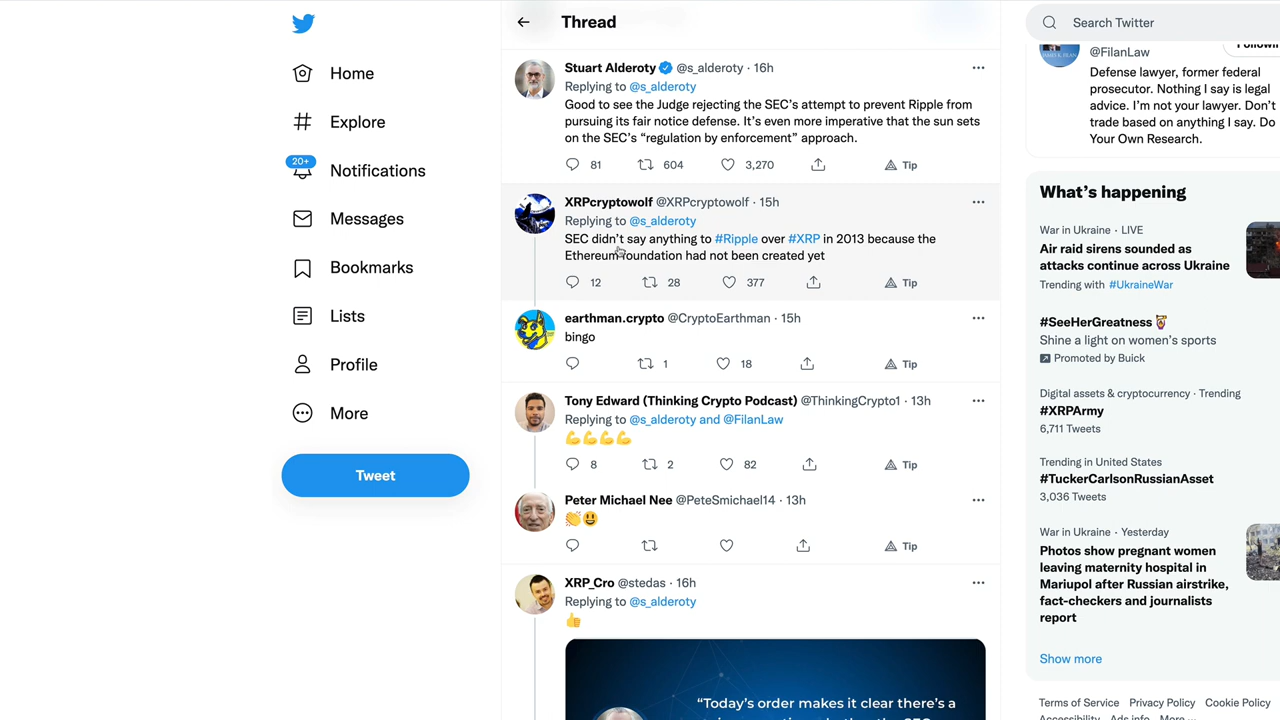 Home
Explore
20+
Notifications
Messages
Bookmarks
Lists
Profile
More
Tweet
Thread
Stuart Alderoty @s_alderoty · 16h
Replying to @s_alderoty
Good to see the Judge rejecting the SEC's attempt to prevent Ripple from
pursuing its fair notice defense. It's even more imperative that the sun sets
on the SEC's "regulation by enforcement" approach.
81 604 3,270 Tip
XRPcryptowolf @XRPcryptowolf · 15h
Replying to @s_alderoty
SEC didn't say anything to #Ripple over #XRP in 2013 because the
Ethereum Foundation had not been created yet
12 28 377 Tip
earthman.crypto @CryptoEarthman · 15h
bingo
1 18 Tip
Tony Edward (Thinking Crypto Podcast) @ThinkingCrypto1 · 13h
Replying to @s_alderoty and @FilanLaw
💪💪💪💪
8 2 82 Tip
Peter Michael Nee @PeteSmichael14 · 13h
👏😃
Tip
XRP_Cro @stedas · 16h
Replying to @s_alderoty
👍
"Today's order makes it clear there's a
Search Twitter
@FilanLaw
Following
Defense lawyer, former federal
prosecutor. Nothing I say is legal
advice. I'm not your lawyer. Don't
trade based on anything I say. Do
Your Own Research.
What's happening
War in Ukraine · LIVE
Air raid sirens sounded as
attacks continue across Ukraine
Trending with #UkraineWar
#SeeHerGreatness
Shine a light on women's sports
Promoted by Buick
Digital assets & cryptocurrency · Trending
#XRPArmy
6,711 Tweets
Trending in United States
#TuckerCarlsonRussianAsset
3,036 Tweets
War in Ukraine · Yesterday
Photos show pregnant women
leaving maternity hospital in
Mariupol after Russian airstrike,
fact-checkers and journalists
report
Show more
Terms of Service Privacy Policy Cookie Policy
Accessibility Ads info More